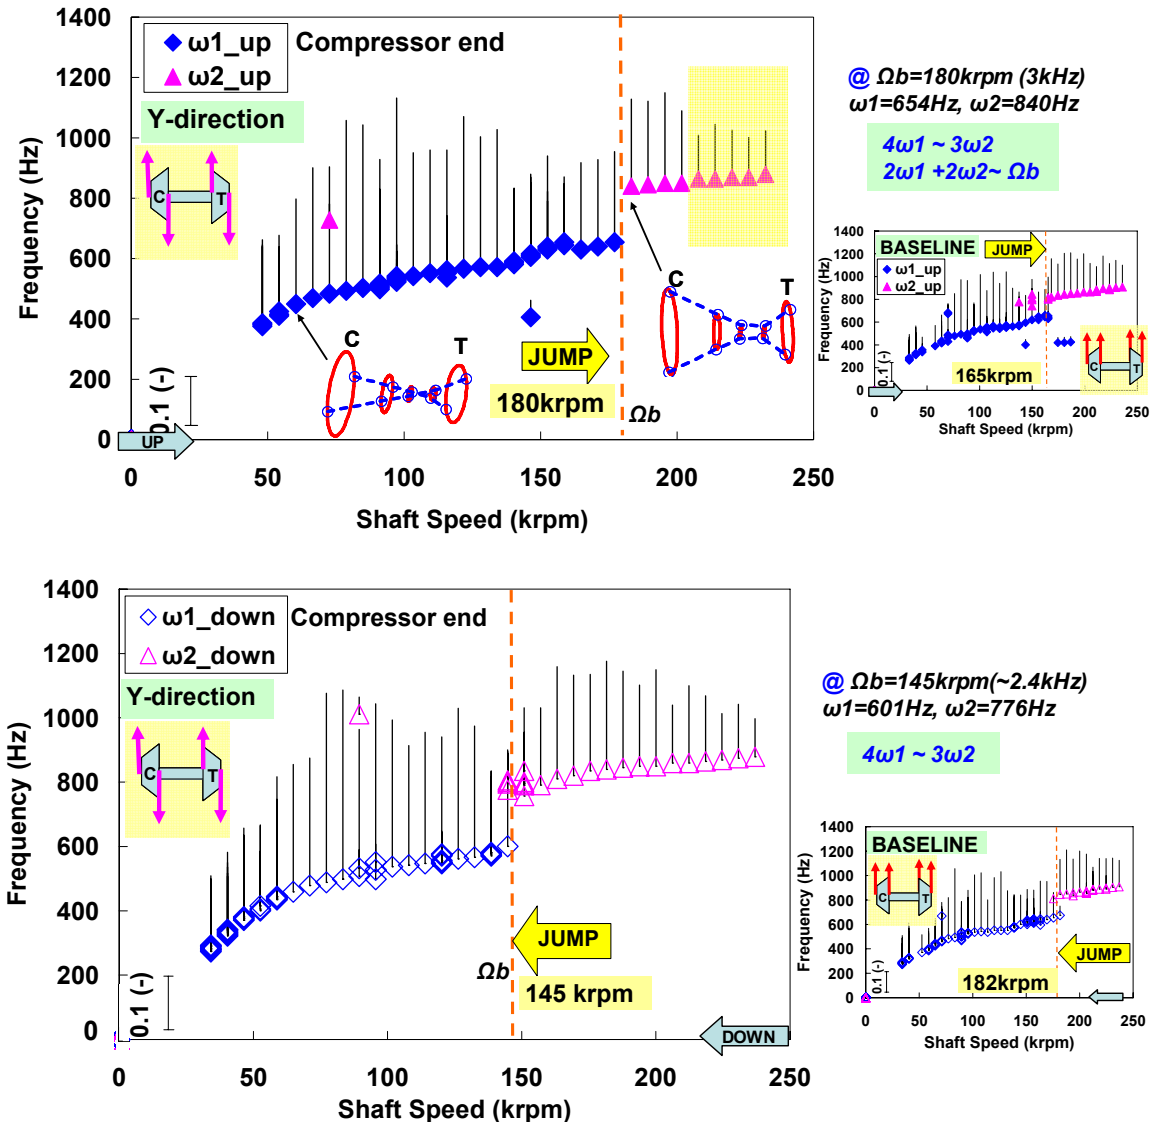 1400
1200
1000
800
600
400
200
0
Frequency (Hz)
ω1_up
ω2_up
Compressor end
Y-direction
C
T
0.1 (-)
UP
C
T
JUMP
180krpm
Ωb
C
T
0
50
100
150
200
250
Shaft Speed (krpm)
@ Ωb=180krpm (3kHz)
ω1=654Hz, ω2=840Hz
4ω1 ~ 3ω2
2ω1 +2ω2~ Ωb
1400
1200
1000
800
600
400
200
0
Frequency (Hz)
BASELINE
JUMP
ω1_up
ω2_up
0.1 (-)
165krpm
C
T
0
50
100
150
200
250
Shaft Speed (krpm)
1400
1200
1000
800
600
400
200
0
Frequency (Hz)
ω1_down
ω2_down
Compressor end
Y-direction
C
T
0.1 (-)
Ωb
JUMP
145 krpm
DOWN
0
50
100
150
200
250
Shaft Speed (krpm)
@ Ωb=145krpm(~2.4kHz)
ω1=601Hz, ω2=776Hz
4ω1 ~ 3ω2
1400
1200
1000
800
600
400
200
0
Frequency (Hz)
BASELINE
C
T
0.1 (-)
JUMP
182krpm
0
50
100
150
200
250
Shaft Speed (krpm)